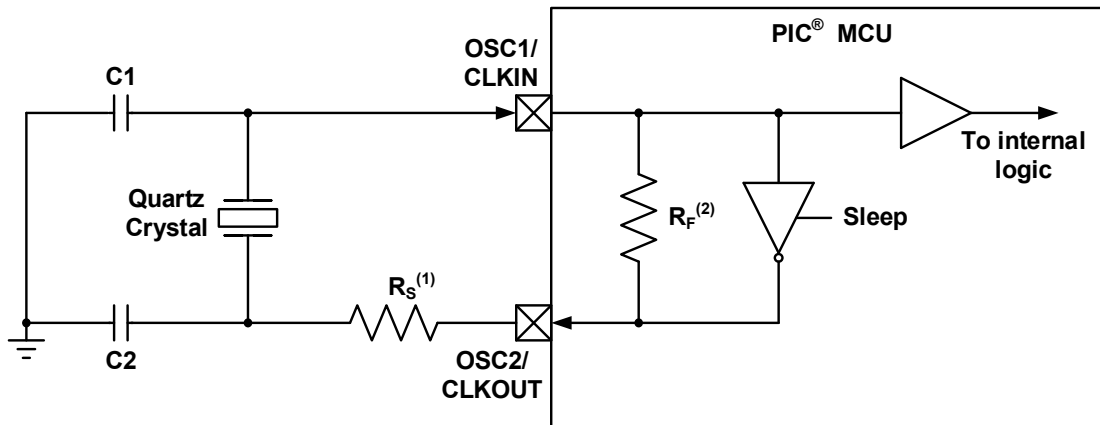 PIC® MCU
OSC1/
CLKIN
C1
To internal
logic
Quartz
Crystal
RF(2)
Sleep
RS(1)
C2
OSC2/
CLKOUT